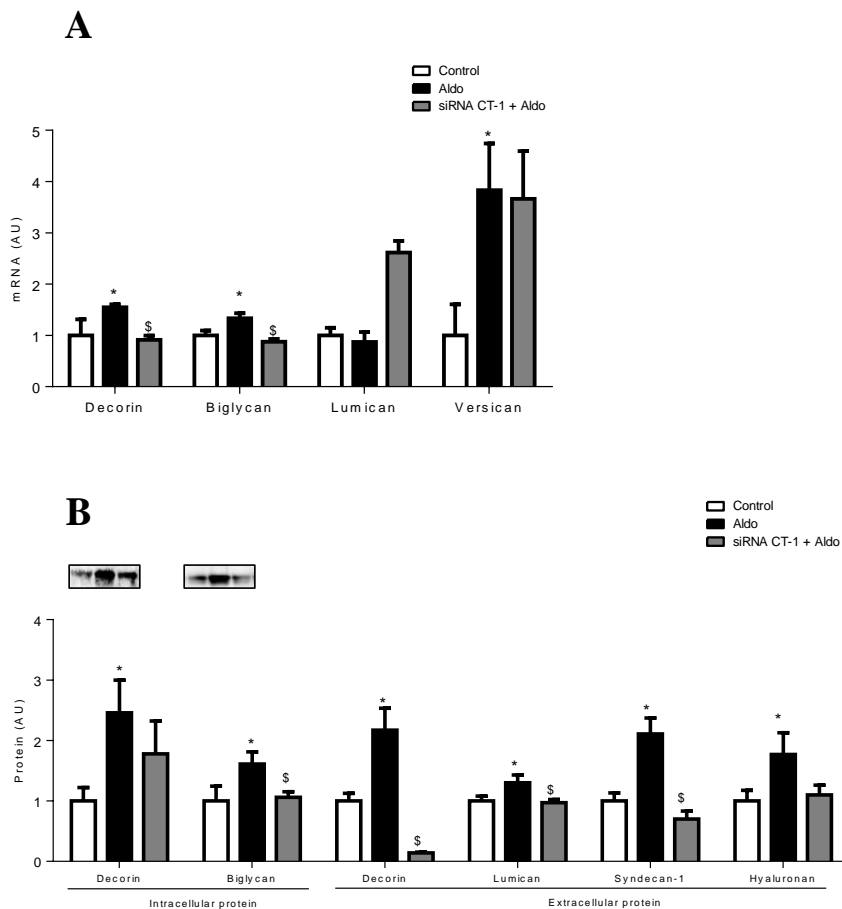 A
Control
Aldo
siRNA CT-1 + Aldo
5
4
3
2
1
0
mRNA (AU)
*
$
*
$
*
Decorin Biglycan Lumican Versican
B
Control
Aldo
siRNA CT-1 + Aldo
4
3
2
1
0
Protein (AU)
*
*
$
*
$
*
$
*
$
*
Decorin Biglycan Decorin Lumican Syndecan-1 Hyaluronan
Intracellular protein Extracellular protein